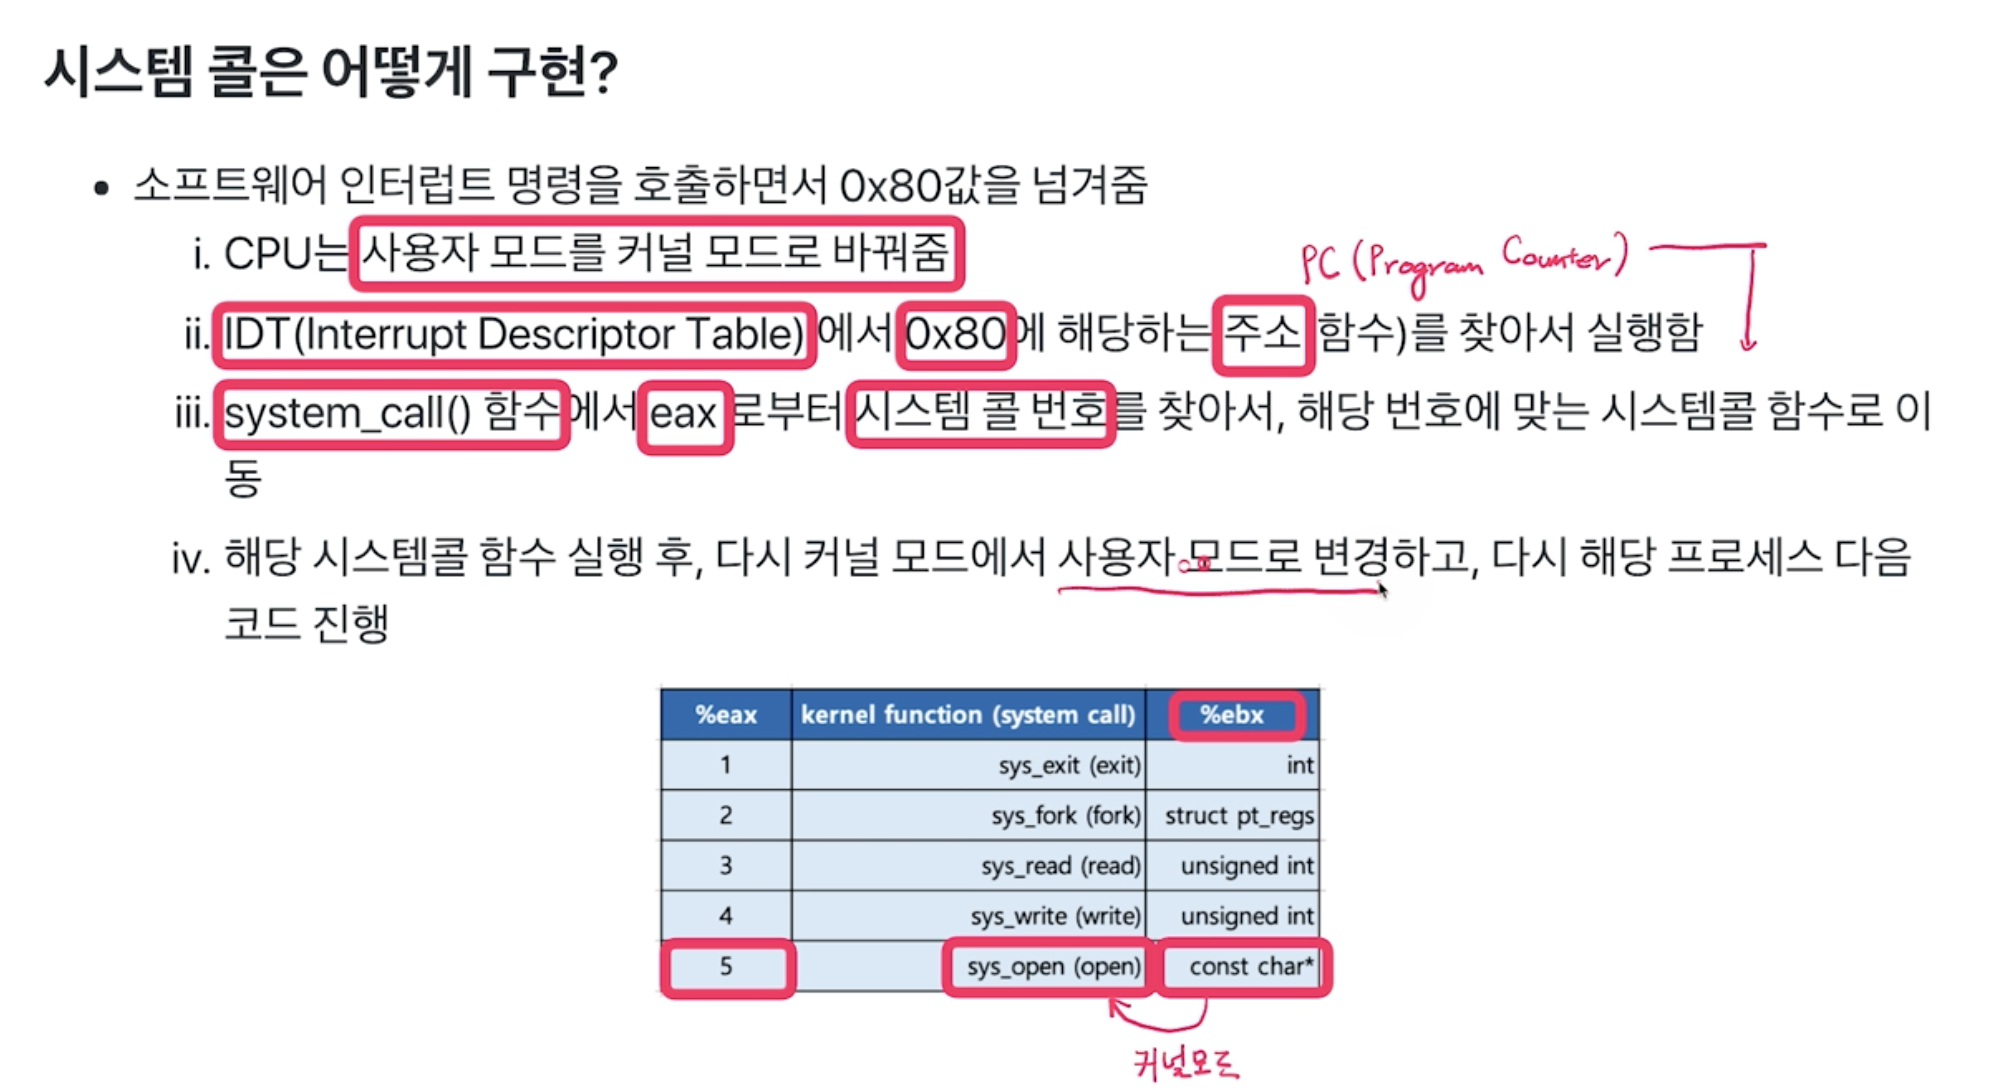 시스템 콜은 어떻게 구현?
• 소프트웨어 인터럽트 명령을 호출하면서 0x80값을 넘겨줌
i. CPU는 사용자 모드를 커널 모드로 바꿔줌
PC (Program Counter)
ii. IDT(Interrupt Descriptor Table) 에서 0x80에 해당하는 주소 함수)를 찾아서 실행함
iii. system_call() 함수에서 eax 로부터 시스템 콜 번호를 찾아서, 해당 번호에 맞는 시스템콜 함수로 이
동
iv. 해당 시스템콜 함수 실행 후, 다시 커널 모드에서 사용자 모드로 변경하고, 다시 해당 프로세스 다음
코드 진행
%eax kernel function (system call) %ebx
1 sys_exit (exit) int
2 sys_fork (fork) struct pt_regs
3 sys_read (read) unsigned int
4 sys_write (write) unsigned int
5 sys_open (open) const char*
커널모드